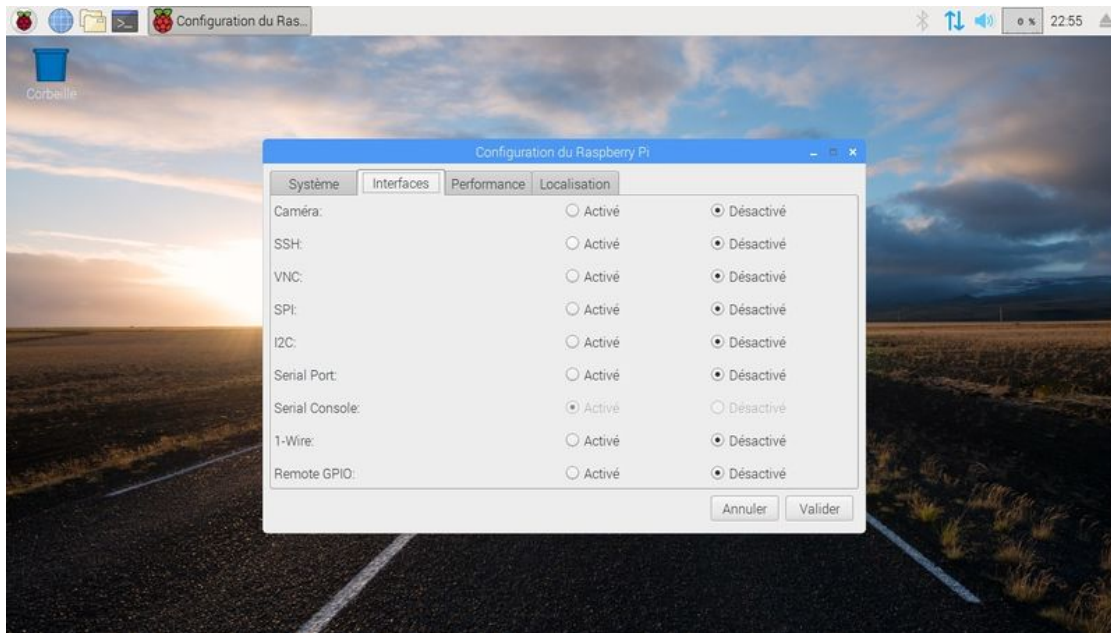 Configuration du Ras...
0 %
22:55
Corbeille
Configuration du Raspberry Pi
Système Interfaces Performance Localisation
Caméra: Activé Désactivé
SSH: Activé Désactivé
VNC: Activé Désactivé
SPI: Activé Désactivé
I2C: Activé Désactivé
Serial Port: Activé Désactivé
Serial Console: Activé Désactivé
1-Wire: Activé Désactivé
Remote GPIO: Activé Désactivé
Annuler Valider